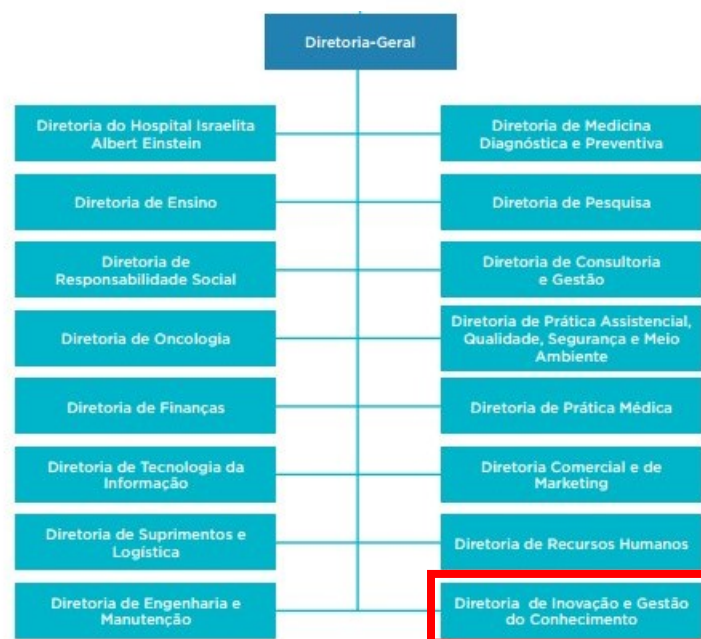 Diretoria-Geral
Diretoria do Hospital Israelita
Albert Einstein
Diretoria de Medicina
Diagnóstica e Preventiva
Diretoria de Ensino
Diretoria de Pesquisa
Diretoria de
Responsabilidade Social
Diretoria de Consultoria
e Gestão
Diretoria de Oncologia
Diretoria de Prática Assistencial,
Qualidade, Segurança e Meio
Ambiente
Diretoria de Finanças
Diretoria de Prática Médica
Diretoria de Tecnologia da
Informação
Diretoria Comercial e de
Marketing
Diretoria de Suprimentos e
Logística
Diretoria de Recursos Humanos
Diretoria de Engenharia e
Manutenção
Diretoria de Inovação e Gestão
do Conhecimento